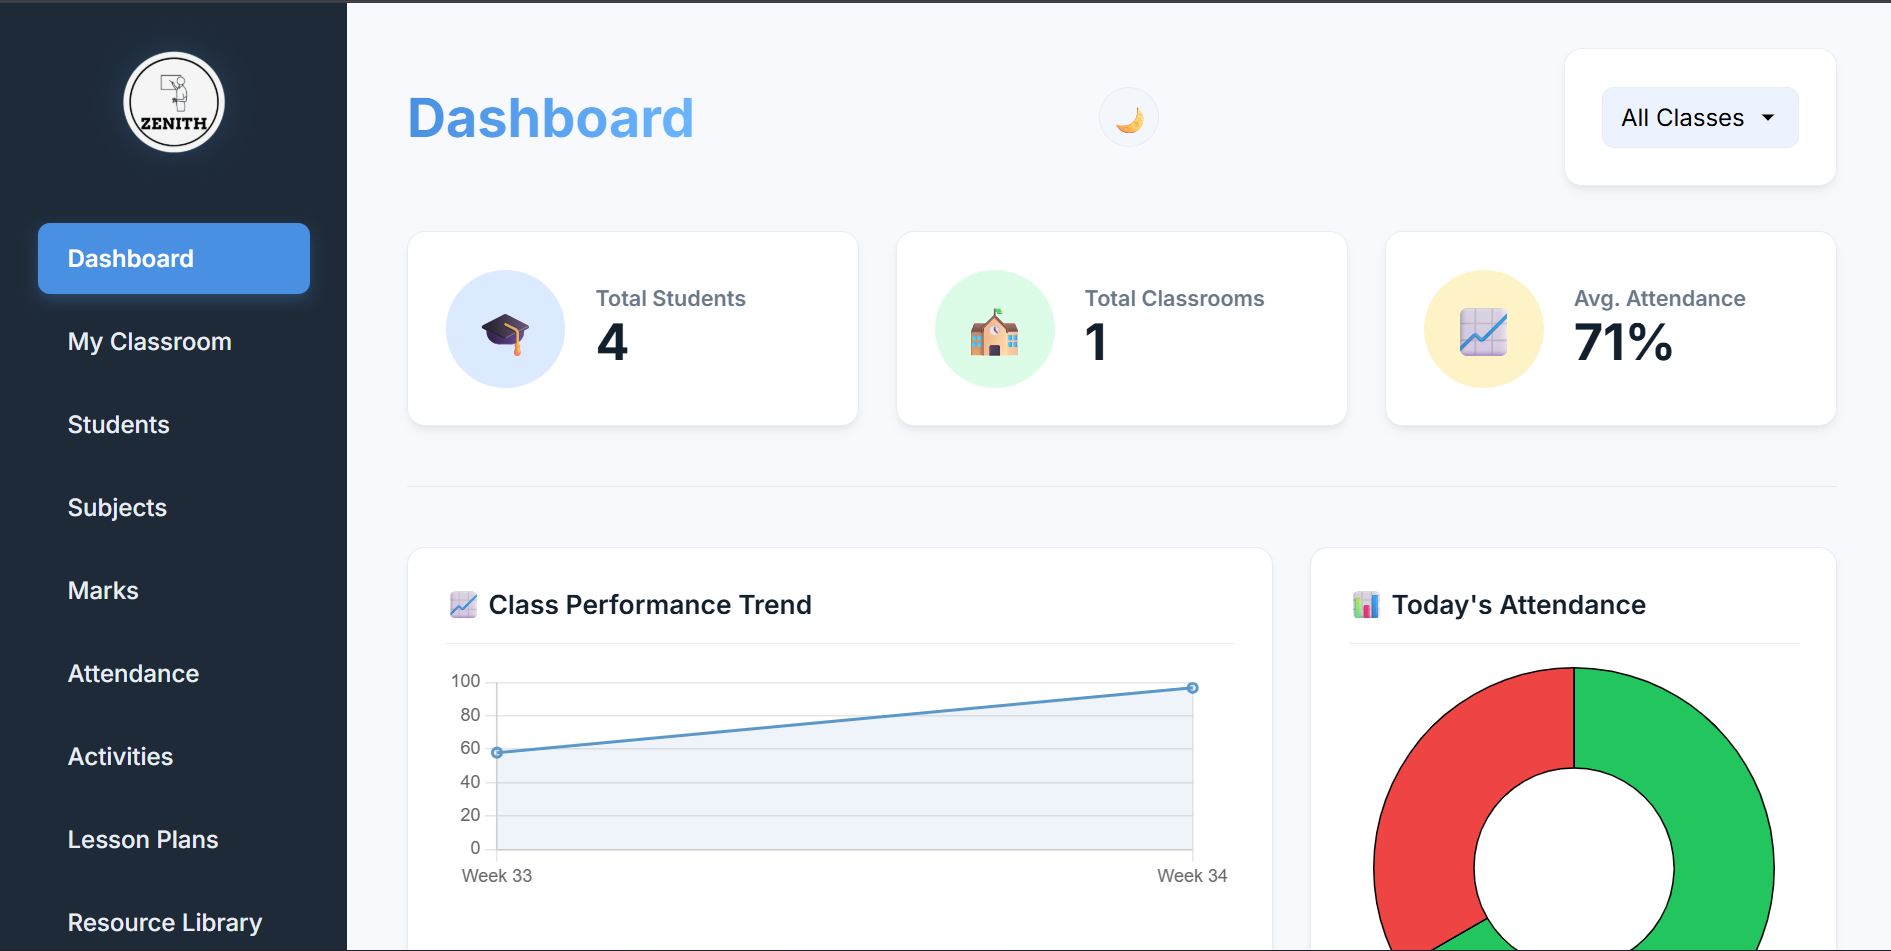 ZENITH
Dashboard
My Classroom
Students
Subjects
Marks
Attendance
Activities
Lesson Plans
Resource Library
Dashboard
All Classes
Total Students
4
Total Classrooms
1
Avg. Attendance
71%
Class Performance Trend
100
80
60
40
20
0
Week 33
Week 34
Today's Attendance